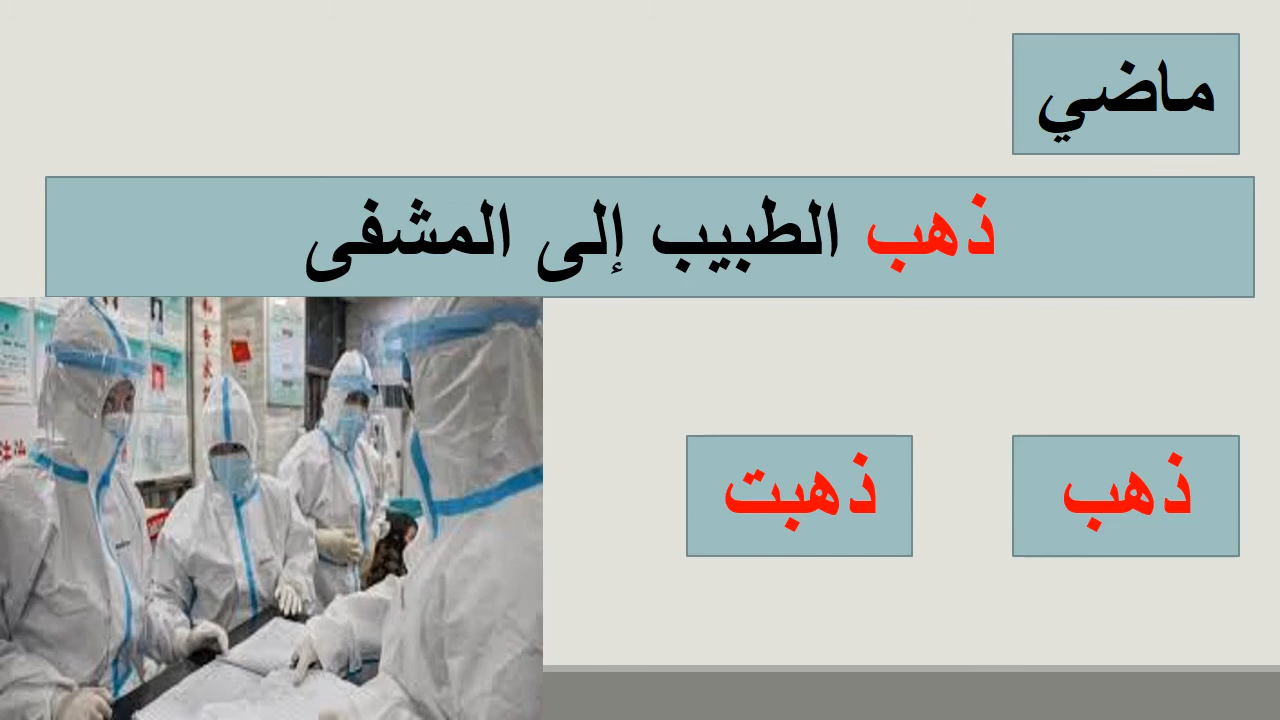 ماضي
ذهب الطبيب إلى المشفى
ذهب
ذهبت